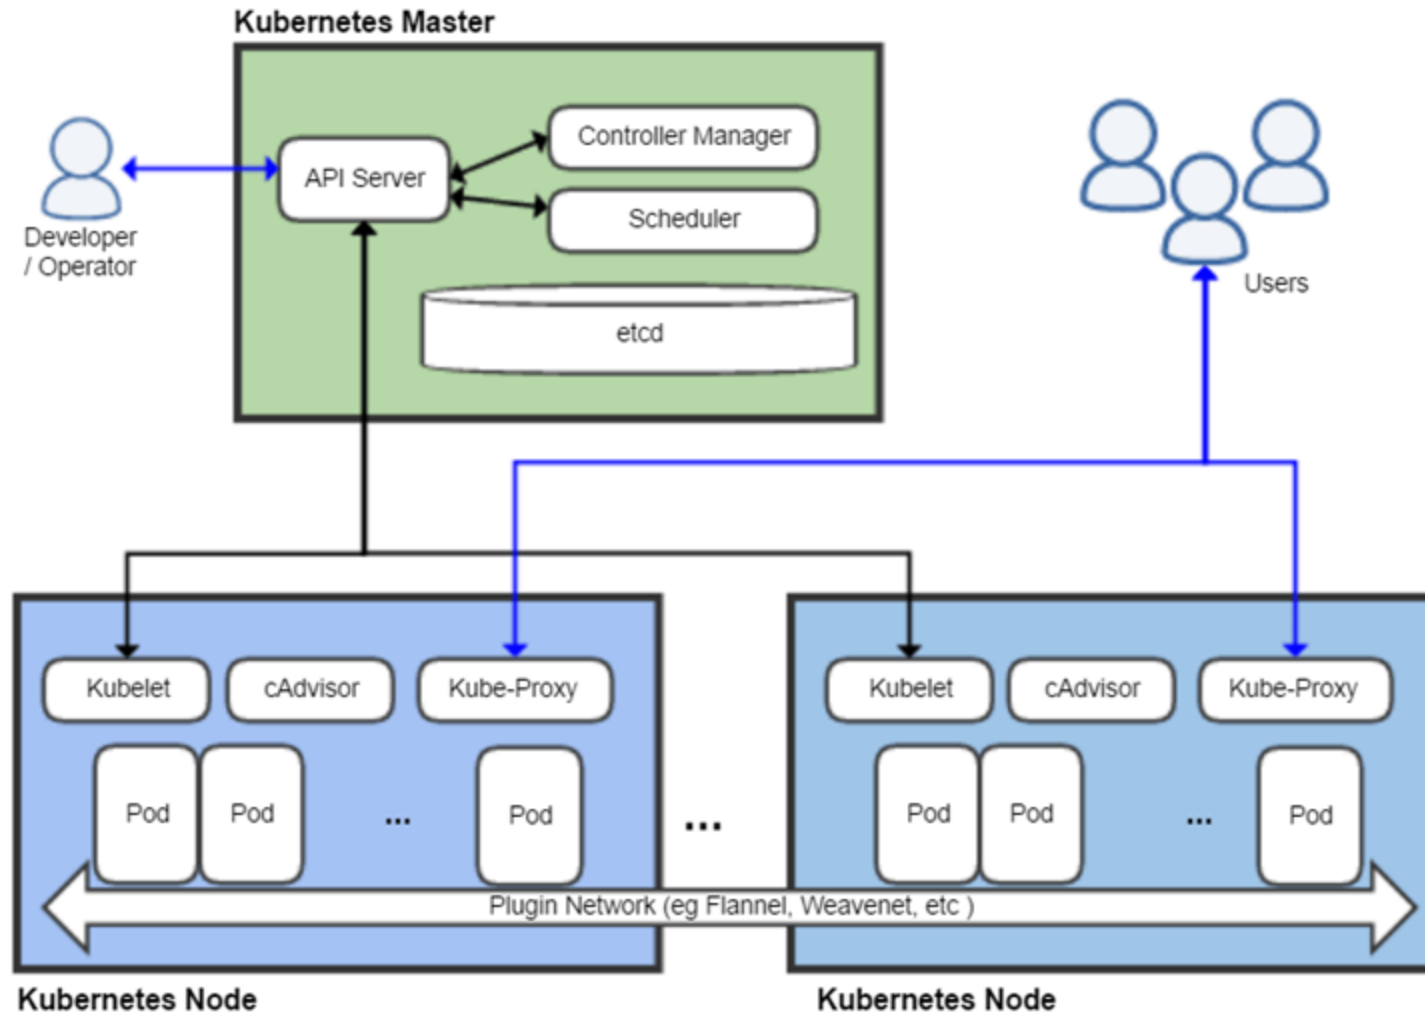 Kubernetes Master
Controller Manager
API Server
Scheduler
Developer
/ Operator
etcd
Users
Kubelet
cAdvisor
Kube-Proxy
Kubelet
cAdvisor
Kube-Proxy
Pod
Pod
...
Pod
...
Pod
Pod
...
Pod
Plugin Network (eg Flannel, Weavenet, etc )
Kubernetes Node
Kubernetes Node